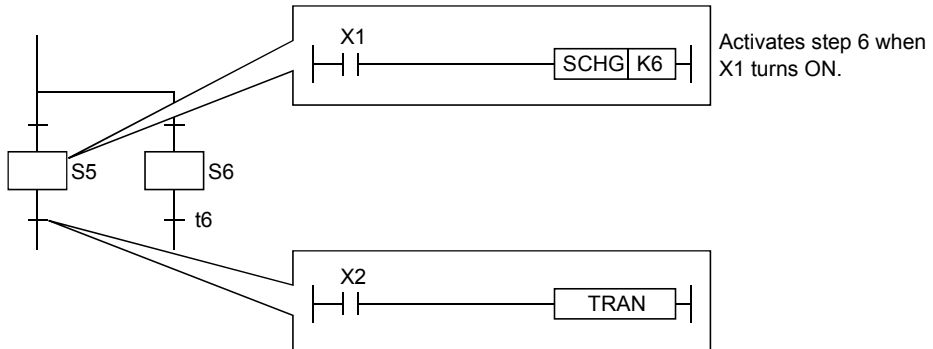 X1
SCHG K6
Activates step 6 when
X1 turns ON.
S5
S6
t6
X2
TRAN